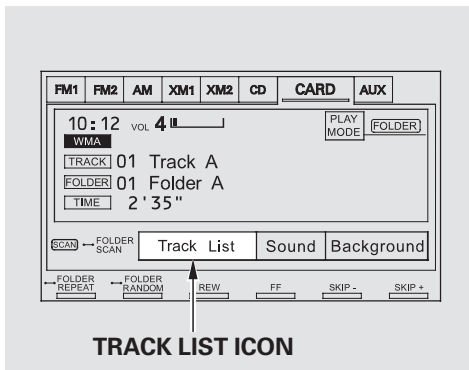 FM1 FM2 AM XM1 XM2 CD CARD AUX
10:12 VOL 4 PLAY MODE FOLDER
WMA
TRACK 01 Track A
FOLDER 01 Folder A
TIME 2'35"
SCAN FOLDER SCAN Track List Sound Background
FOLDER REPEAT FOLDER RANDOM REW FF SKIP - SKIP +
TRACK LIST ICON